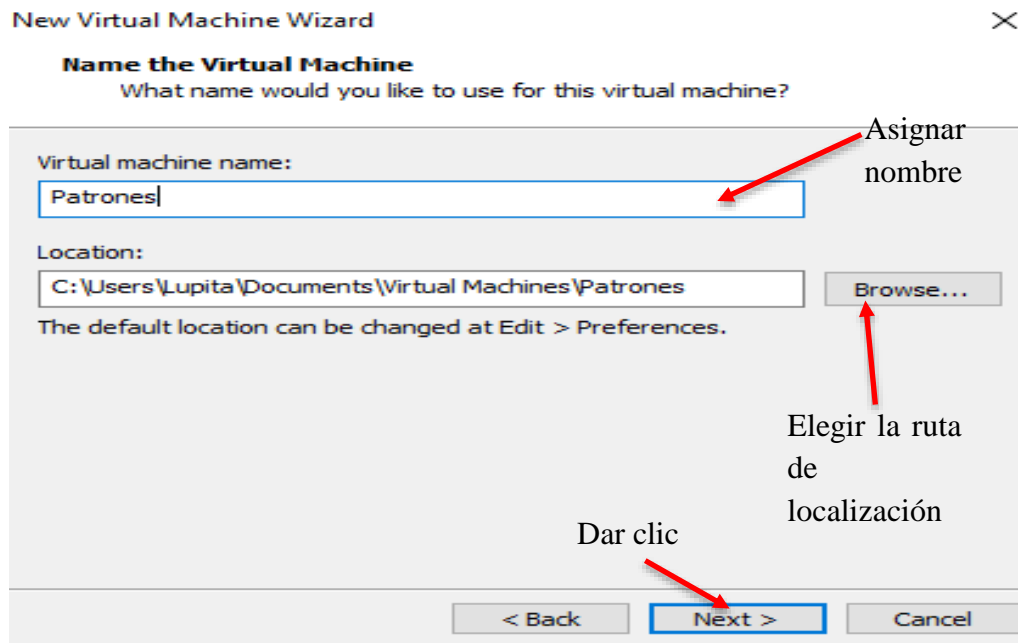 New Virtual Machine Wizard
Name the Virtual Machine
What name would you like to use for this virtual machine?
Asignar
nombre
Virtual machine name:
Patrones
Location:
C:\Users\Lupita\Documents\Virtual Machines\Patrones
Browse...
The default location can be changed at Edit > Preferences.
Elegir la ruta
de
localización
Dar clic
< Back
Next >
Cancel